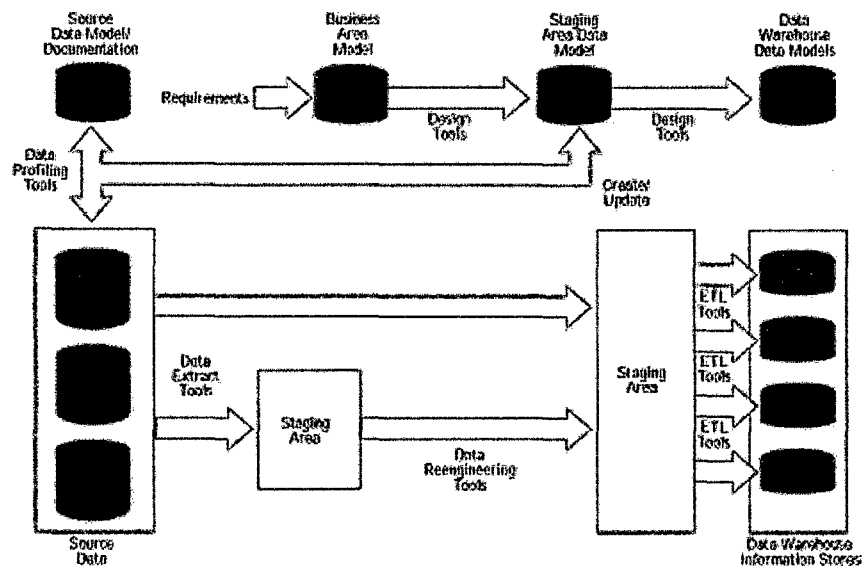 Source
Data Model/
Documentation
Business
Area
Model
Staging
Area Data
Model
Data
Warehouse
Data Models
Requirements
Design
Tools
Design
Tools
Data
Profiling
Tools
Create/
Update
Data
Extract
Tools
Staging
Area
Data
Reengineering
Tools
Staging
Area
ETL
Tools
ETL
Tools
ETL
Tools
ETL
Tools
Source
Data
Data Warehouse
Information Stores